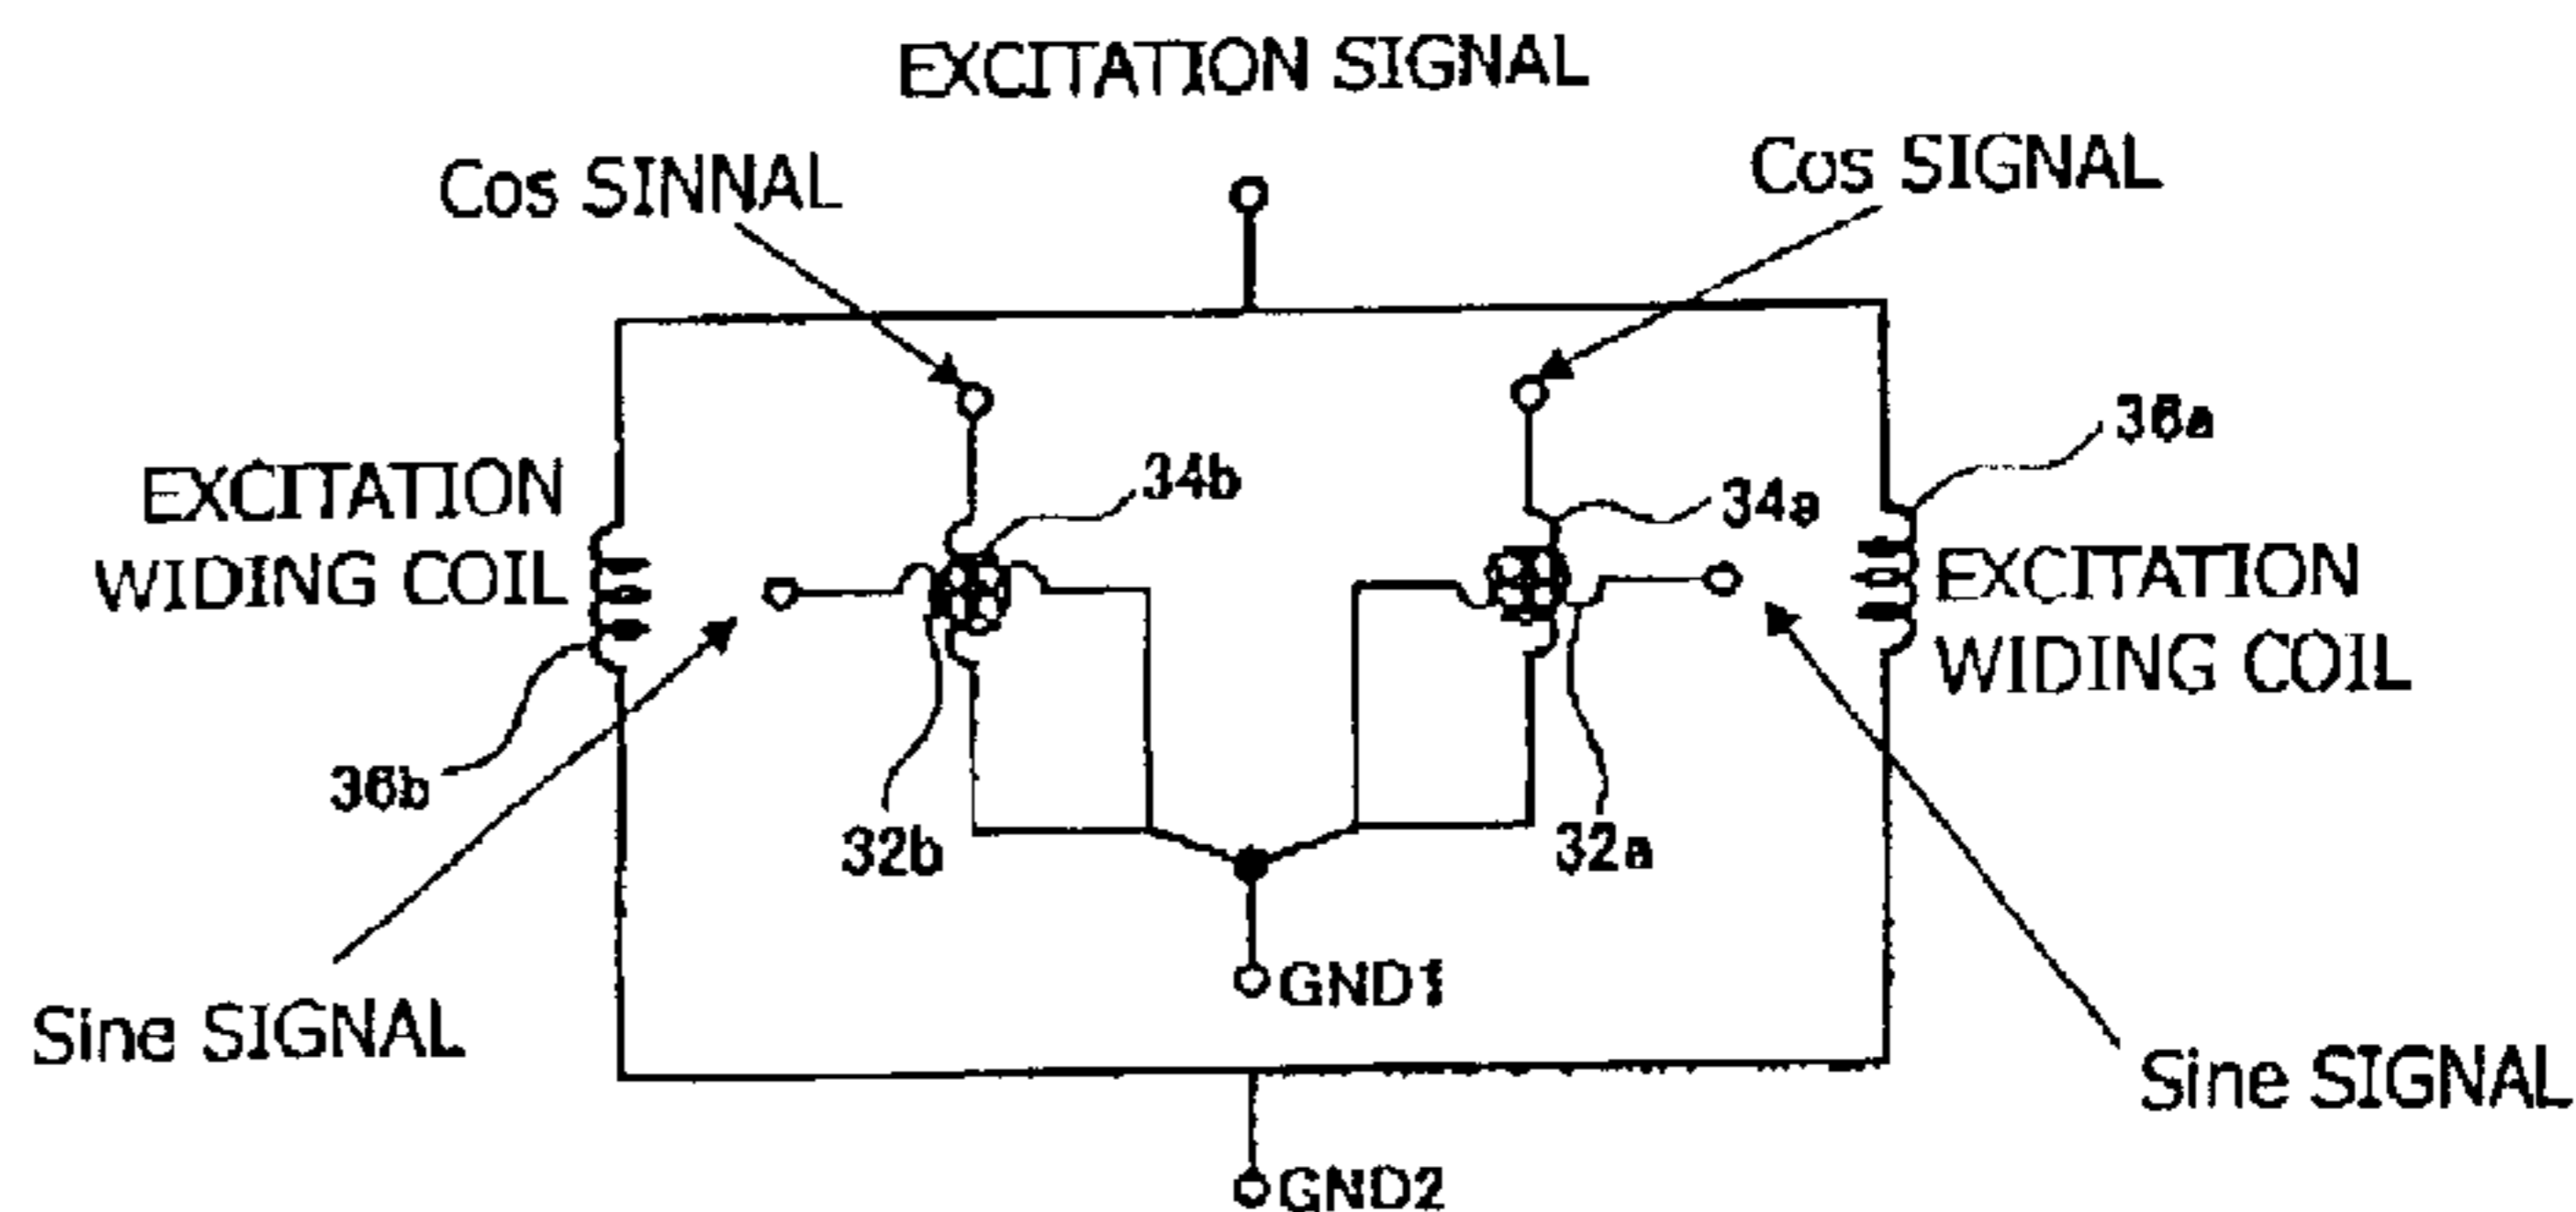 EXCITATION SIGNAL
Cos SINNAL
Cos SIGNAL
36a
34b
34a
EXCITATION
WIDING COIL
EXCITATION
WIDING COIL
36b
32b
32a
GND1
Sine SIGNAL
Sine SIGNAL
GND2